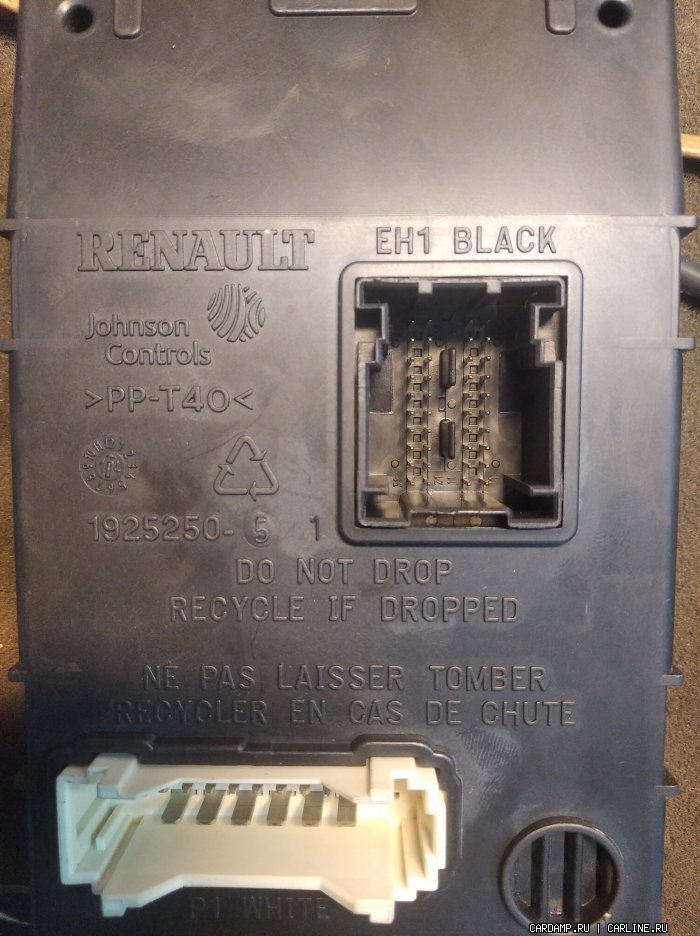 RENAULT
EH1 BLACK
Johnson
Controls
>PP-T40<
1925250- 5 1
DO NOT DROP
RECYCLE IF DROPPED
NE PAS LAISSER TOMBER
RECYCLER EN CAS DE CHUTE
P1 WHITE
CARDAMP.RU | CARLINE.RU